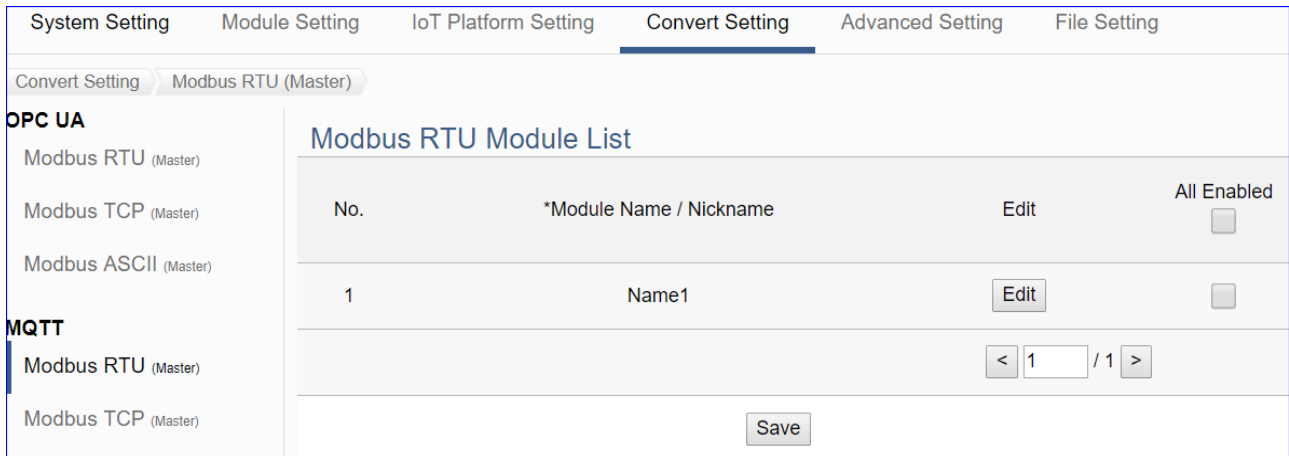 System Setting Module Setting IoT Platform Setting Convert Setting Advanced Setting File Setting
Convert Setting Modbus RTU (Master)
OPC UA
Modbus RTU (Master)
Modbus TCP (Master)
Modbus ASCII (Master)
MQTT
Modbus RTU (Master)
Modbus TCP (Master)
Modbus RTU Module List
No. *Module Name / Nickname Edit All Enabled
1 Name1 Edit
< 1 / 1 >
Save